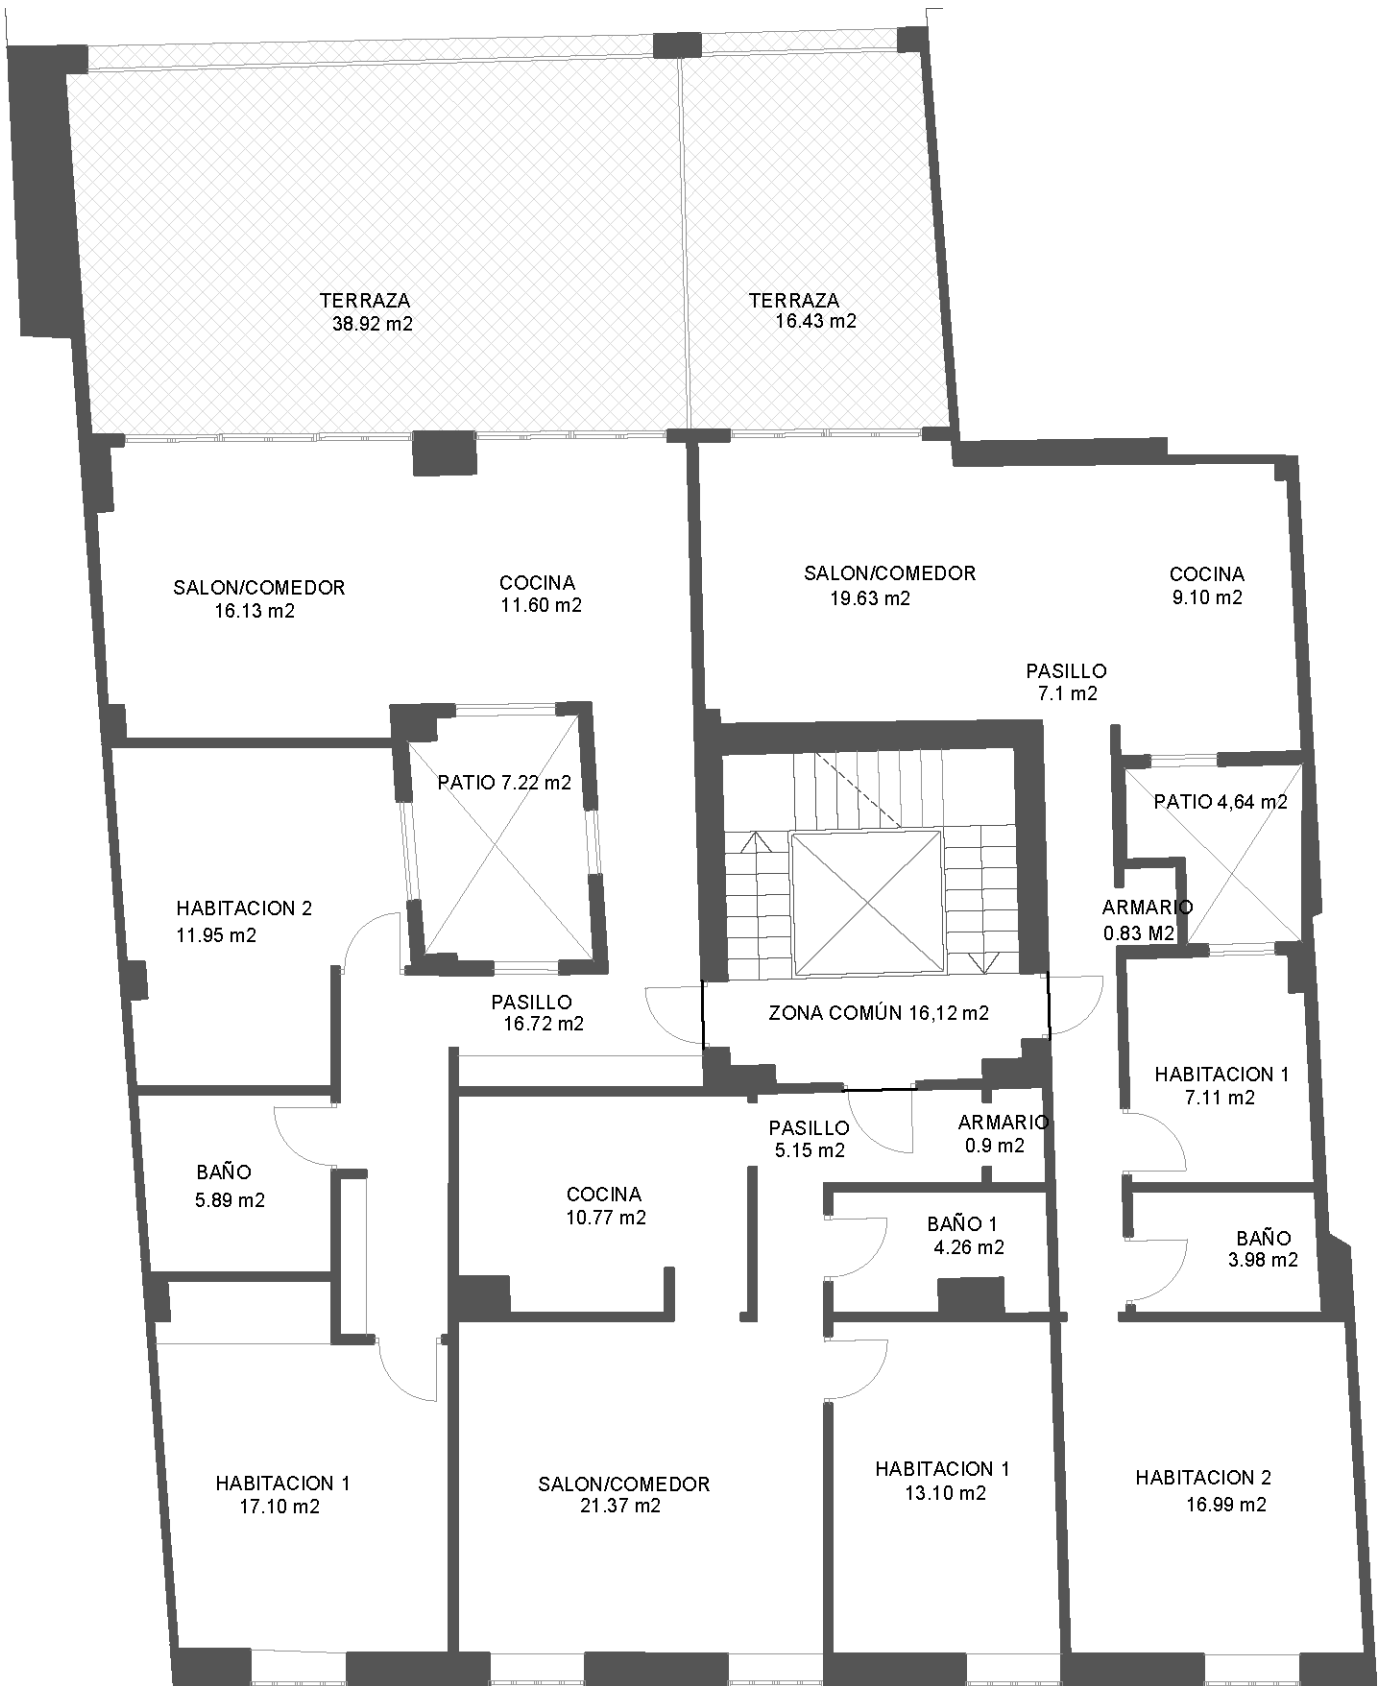 TERRAZA
38.92 m2
TERRAZA
16.43 m2
SALON/COMEDOR
16.13 m2
COCINA
11.60 m2
SALON/COMEDOR
19.63 m2
COCINA
9.10 m2
PASILLO
7.1 m2
PATIO 7.22 m2
PATIO 4,64 m2
HABITACION 2
11.95 m2
ARMARIO
0.83 M2
PASILLO
16.72 m2
ZONA COMÚN 16,12 m2
HABITACION 1
7.11 m2
PASILLO
5.15 m2
ARMARIO
0.9 m2
BAÑO
5.89 m2
COCINA
10.77 m2
BAÑO 1
4.26 m2
BAÑO
3.98 m2
HABITACION 1
17.10 m2
SALON/COMEDOR
21.37 m2
HABITACION 1
13.10 m2
HABITACION 2
16.99 m2